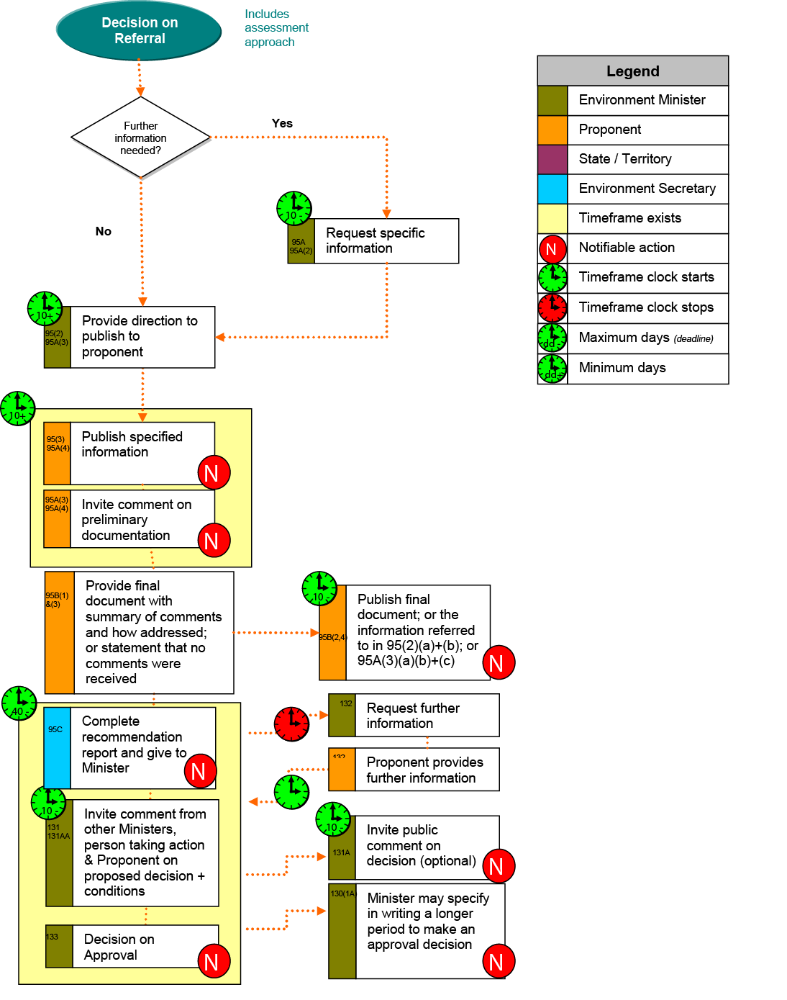 Decision on
Referral
Includes
assessment
approach
Legend
Environment Minister
Proponent
State / Territory
Environment Secretary
Timeframe exists
N
Notifiable action
Timeframe clock starts
Timeframe clock stops
dd -
Maximum days (deadline)
dd+
Minimum days
Further
information
needed?
Yes
No
10 -
95A
95A(2)
Request specific
information
10+
95(2)
95A(3)
Provide direction to
publish to
proponent
10+
95(3)
95A(4)
Publish specified
information
N
95A(3)
95A(4)
Invite comment on
preliminary
documentation
N
95B(1)
&(3)
Provide final
document with
summary of comments
and how addressed;
or statement that no
comments were
received
10 -
95B(2,4)
Publish final
document; or the
information referred
to in 95(2)(a)+(b); or
95A(3)(a)(b)+(c)
N
40 -
95C
Complete
recommendation
report and give to
Minister
N
132
Request further
information
132
Proponent provides
further information
10 -
131
131AA
Invite comment from
other Ministers,
person taking action
& Proponent on
proposed decision +
conditions
10 -
131A
Invite public
comment on
decision (optional)
N
130(1A)
Minister may specify
in writing a longer
period to make an
approval decision
N
133
Decision on
Approval
N